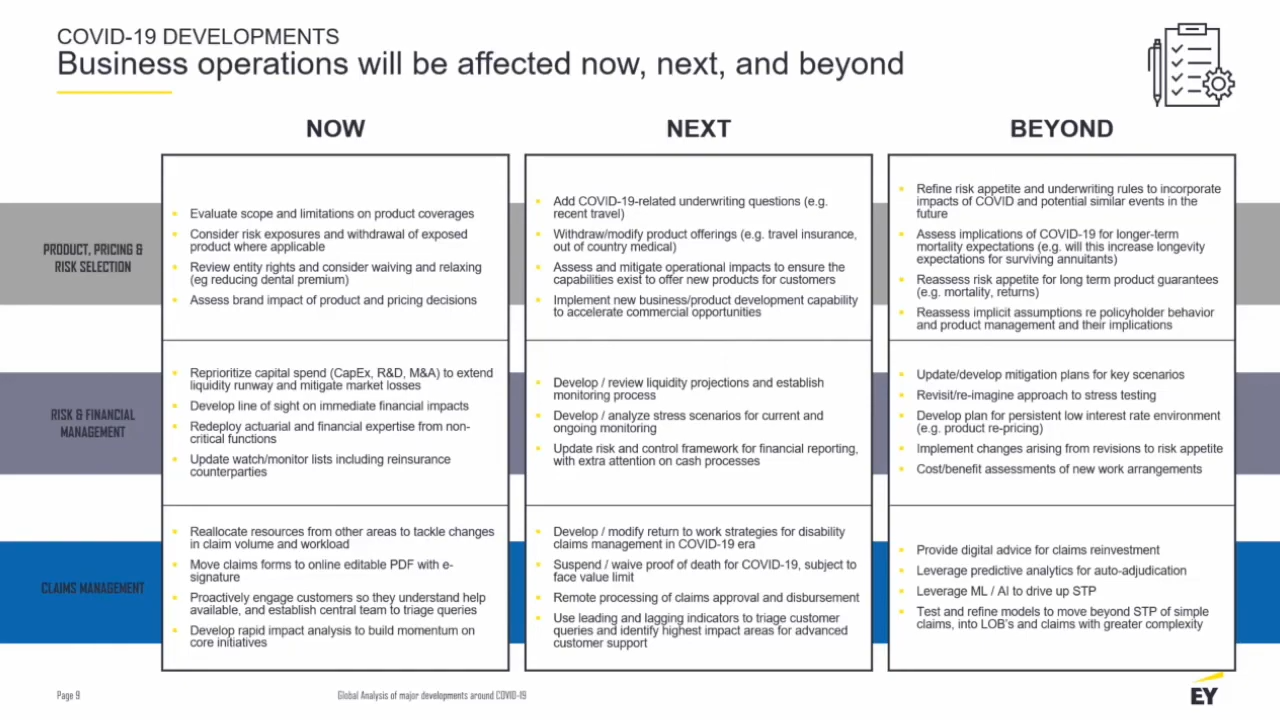 COVID-19 DEVELOPMENTS
Business operations will be affected now, next, and beyond
NOW
NEXT
BEYOND
PRODUCT, PRICING &
RISK SELECTION
Evaluate scope and limitations on product coverages
Consider risk exposures and withdrawal of exposed
product where applicable
Review entity rights and consider waiving and relaxing
(eg reducing dental premium)
Assess brand impact of product and pricing decisions
Add COVID-19-related underwriting questions (e.g.
recent travel)
Withdraw/modify product offerings (e.g. travel insurance,
out of country medical)
Assess and mitigate operational impacts to ensure the
capabilities exist to offer new products for customers
Implement new business/product development capability
to accelerate commercial opportunities
Refine risk appetite and underwriting rules to incorporate
impacts of COVID and potential similar events in the
future
Assess implications of COVID-19 for longer-term
mortality expectations (e.g. will this increase longevity
expectations for surviving annuitants)
Reassess risk appetite for long term product guarantees
(e.g. mortality, returns)
Reassess implicit assumptions re policyholder behavior
and product management and their implications
RISK & FINANCIAL
MANAGEMENT
Reprioritize capital spend (CapEx, R&D, M&A) to extend
liquidity runway and mitigate market losses
Develop line of sight on immediate financial impacts
Redeploy actuarial and financial expertise from non-
critical functions
Update watch/monitor lists including reinsurance
counterparties
Develop / review liquidity projections and establish
monitoring process
Develop / analyze stress scenarios for current and
ongoing monitoring
Update risk and control framework for financial reporting,
with extra attention on cash processes
Update/develop mitigation plans for key scenarios
Revisit/re-imagine approach to stress testing
Develop plan for persistent low interest rate environment
(e.g. product re-pricing)
Implement changes arising from revisions to risk appetite
Cost/benefit assessments of new work arrangements
CLAIMS MANAGEMENT
Reallocate resources from other areas to tackle changes
in claim volume and workload
Move claims forms to online editable PDF with e-
signature
Proactively engage customers so they understand help
available, and establish central team to triage queries
Develop rapid impact analysis to build momentum on
core initiatives
Develop / modify return to work strategies for disability
claims management in COVID-19 era
Suspend / waive proof of death for COVID-19, subject to
face value limit
Remote processing of claims approval and disbursement
Use leading and lagging indicators to triage customer
queries and identify highest impact areas for advanced
customer support
Provide digital advice for claims reinvestment
Leverage predictive analytics for auto-adjudication
Leverage ML / AI to drive up STP
Test and refine models to move beyond STP of simple
claims, into LOB's and claims with greater complexity
Page 9
Global Analysis of major developments around COVID-19
EY